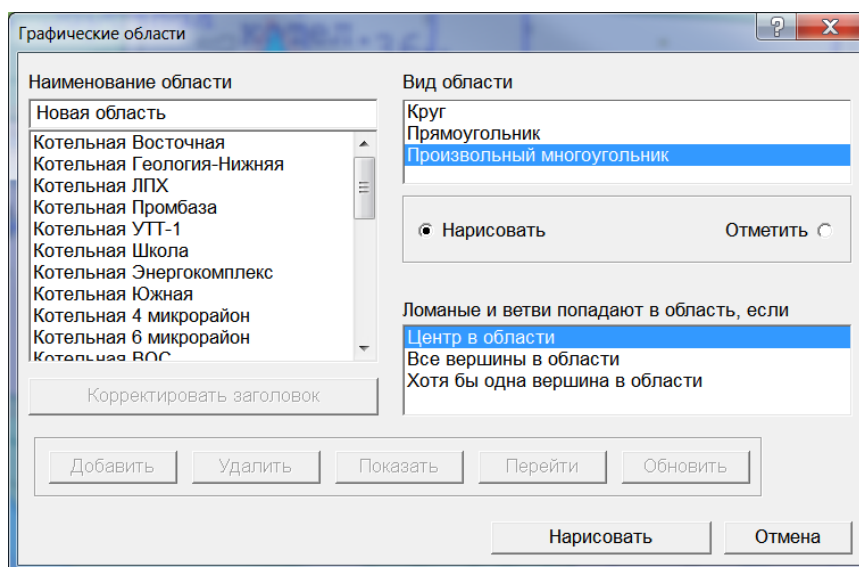 Графические области
Наименование области
Новая область
Котельная Восточная
Котельная Геология-Нижняя
Котельная ЛПХ
Котельная Промбаза
Котельная УТТ-1
Котельная Школа
Котельная Энергокомплекс
Котельная Южная
Котельная 4 микрорайон
Котельная 6 микрорайон
Котельная ВОС
Корректировать заголовок
Вид области
Круг
Прямоугольник
Произвольный многоугольник
Нарисовать Отметить
Ломаные и ветви попадают в область, если
Центр в области
Все вершины в области
Хотя бы одна вершина в области
Добавить Удалить Показать Перейти Обновить
Нарисовать Отмена